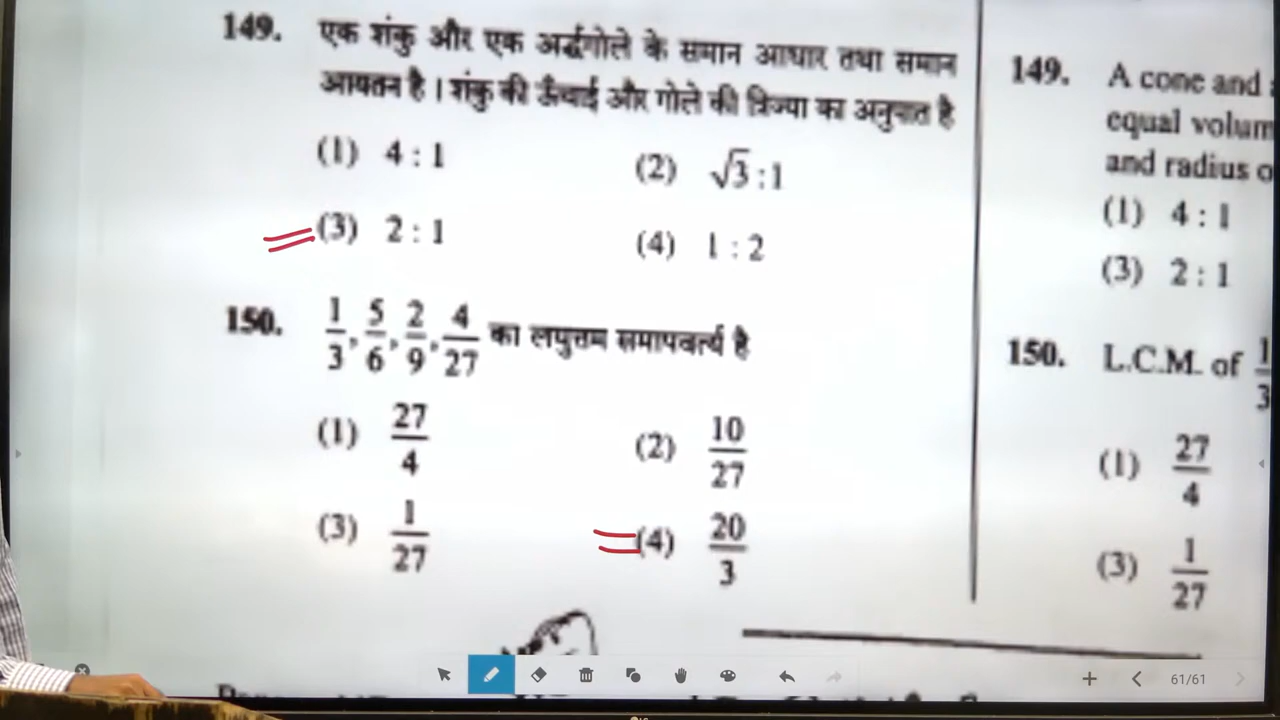 149. एक शंकु और एक अर्द्धगोले के समान आधार तथा समान
आयतन है । शंकु की ऊँचाई और गोले की त्रिज्या का अनुपात है
(1) 4 : 1
(2) √3 : 1
(3) 2 : 1
(4) 1 : 2
150. 1/3, 5/6, 2/9, 4/27 का लघुत्तम समापवर्त्य है
(1) 27/4
(2) 10/27
(3) 1/27
(4) 20/3
149. A cone and
equal volum
and radius o
(1) 4 : 1
(3) 2 : 1
150. L.C.M. of 1/3
(1) 27/4
(3) 1/27
61/61